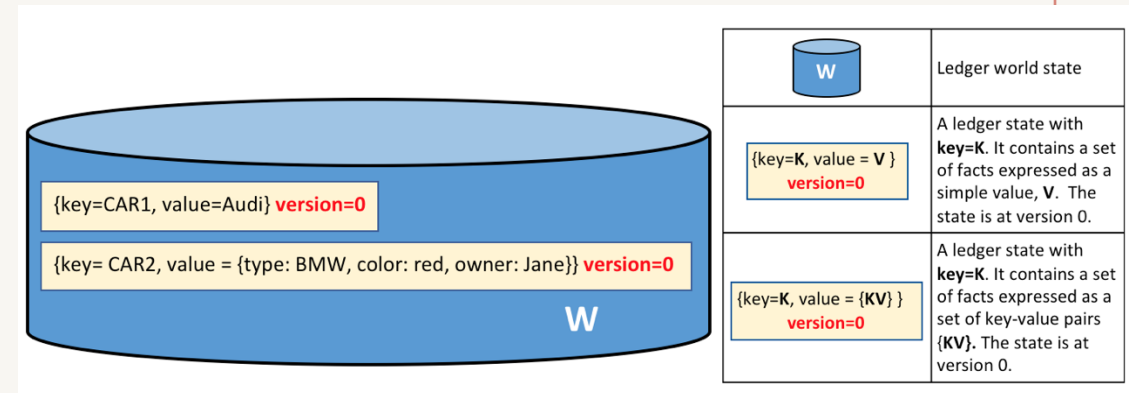 {key=CAR1, value=Audi} version=0
{key= CAR2, value = {type: BMW, color: red, owner: Jane}} version=0
W
W
Ledger world state
{key=K, value = V }
version=0
A ledger state with
key=K. It contains a set
of facts expressed as a
simple value, V. The
state is at version 0.
{key=K, value = {KV} }
version=0
A ledger state with
key=K. It contains a set
of facts expressed as a
set of key-value pairs
{KV}. The state is at
version 0.